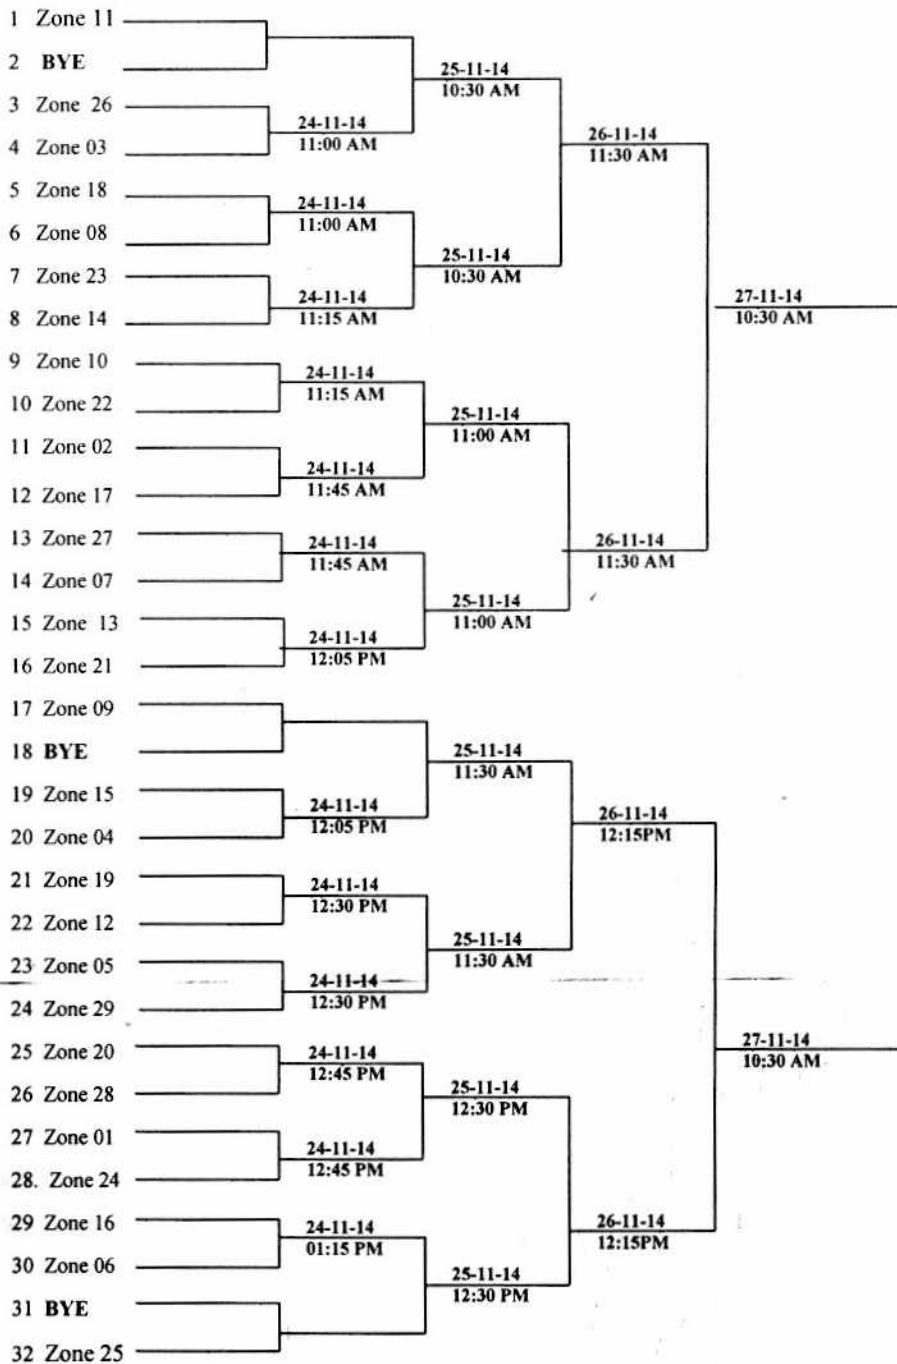 1 Zone 11
2 BYE
3 Zone 26
4 Zone 03
5 Zone 18
6 Zone 08
7 Zone 23
8 Zone 14
9 Zone 10
10 Zone 22
11 Zone 02
12 Zone 17
13 Zone 27
14 Zone 07
15 Zone 13
16 Zone 21
17 Zone 09
18 BYE
19 Zone 15
20 Zone 04
21 Zone 19
22 Zone 12
23 Zone 05
24 Zone 29
25 Zone 20
26 Zone 28
27 Zone 01
28. Zone 24
29 Zone 16
30 Zone 06
31 BYE
32 Zone 25
24-11-14
11:00 AM
24-11-14
11:00 AM
24-11-14
11:15 AM
24-11-14
11:15 AM
24-11-14
11:45 AM
24-11-14
11:45 AM
24-11-14
12:05 PM
24-11-14
12:05 PM
24-11-14
12:30 PM
24-11-14
12:30 PM
24-11-14
12:45 PM
24-11-14
12:45 PM
24-11-14
01:15 PM
25-11-14
10:30 AM
25-11-14
10:30 AM
25-11-14
11:00 AM
25-11-14
11:00 AM
25-11-14
11:30 AM
25-11-14
11:30 AM
25-11-14
12:30 PM
25-11-14
12:30 PM
26-11-14
11:30 AM
26-11-14
11:30 AM
26-11-14
12:15PM
26-11-14
12:15PM
27-11-14
10:30 AM
27-11-14
10:30 AM